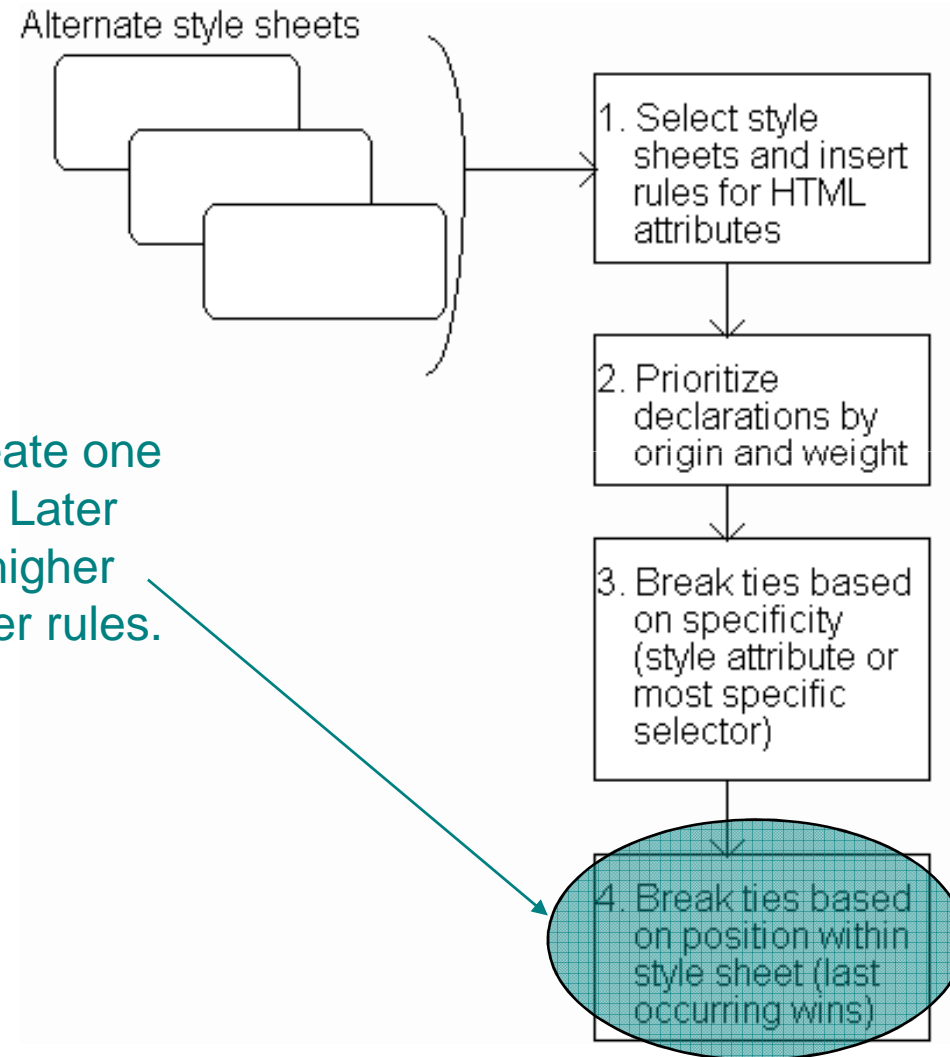 Alternate style sheets
1. Select style
sheets and insert
rules for HTML
attributes
2. Prioritize
declarations by
origin and weight
eate one
Later
nigher
er rules.
3. Break ties based
on specificity
(style attribute or
most specific
selector)
4. Break ties based
on position within
style sheet (last
occurring wins)